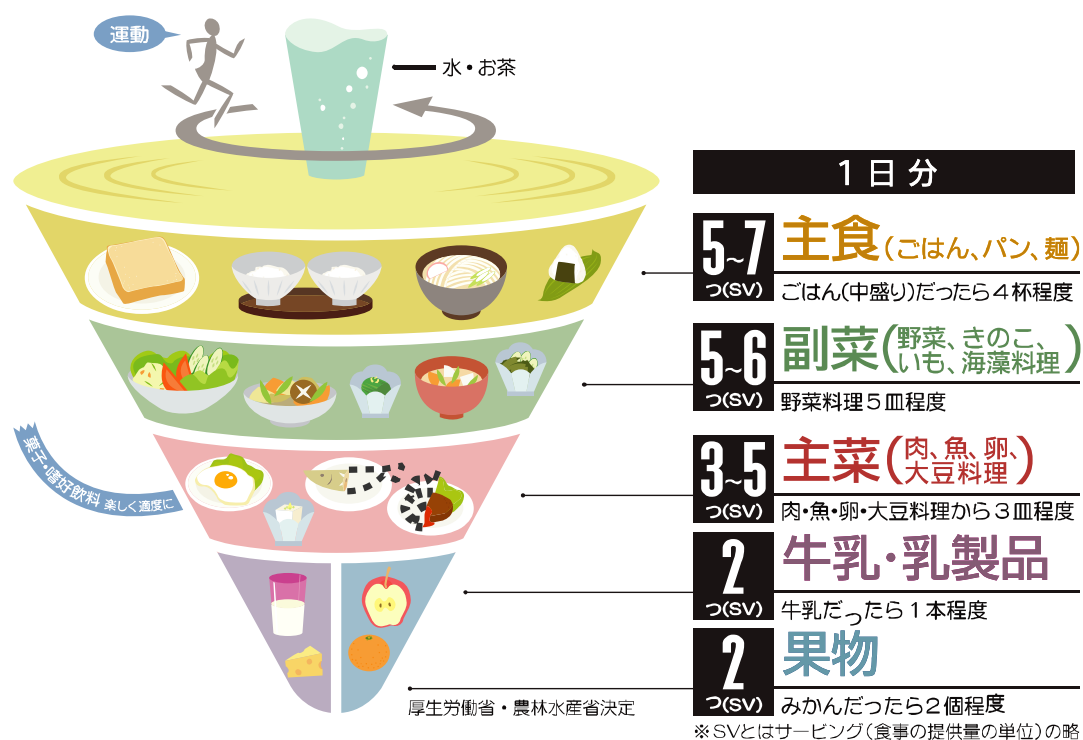 運動
水・お茶
1日分
5~7
つ(SV)
主食(ごはん、パン、麺)
ごはん(中盛り)だったら4杯程度
5~6
つ(SV)
副菜(野菜、きのこ、
いも、海藻料理)
野菜料理5皿程度
菓子・嗜好飲料 楽しく適度に
3~5
つ(SV)
主菜(肉、魚、卵、
大豆料理)
肉・魚・卵・大豆料理から3皿程度
2
つ(SV)
牛乳・乳製品
牛乳だったら1本程度
2
つ(SV)
果物
みかんだったら2個程度
厚生労働省・農林水産省決定
※SVとはサービング(食事の提供量の単位)の略